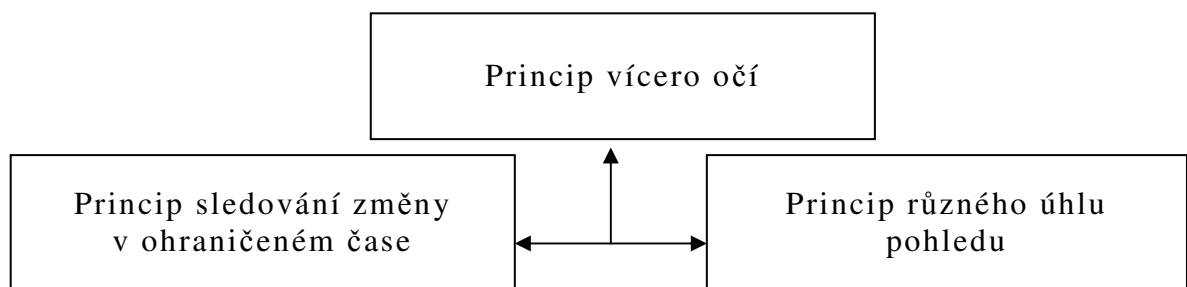 Princip vícero očí
Princip sledování změny
v ohraničeném čase
Princip různého úhlu
pohledu